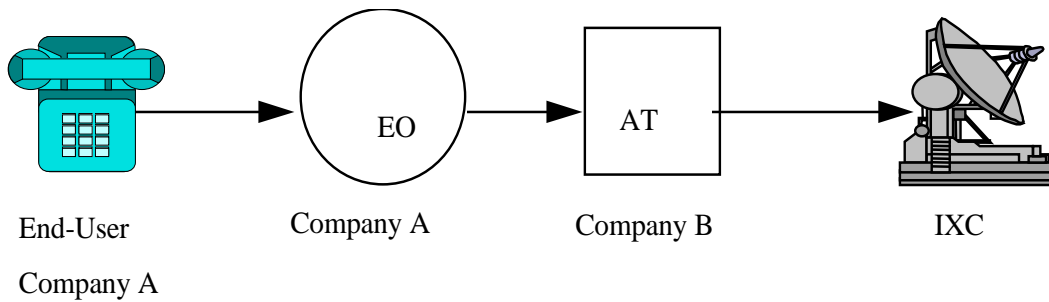 EO
AT
End-User
Company A
Company A
Company B
IXC